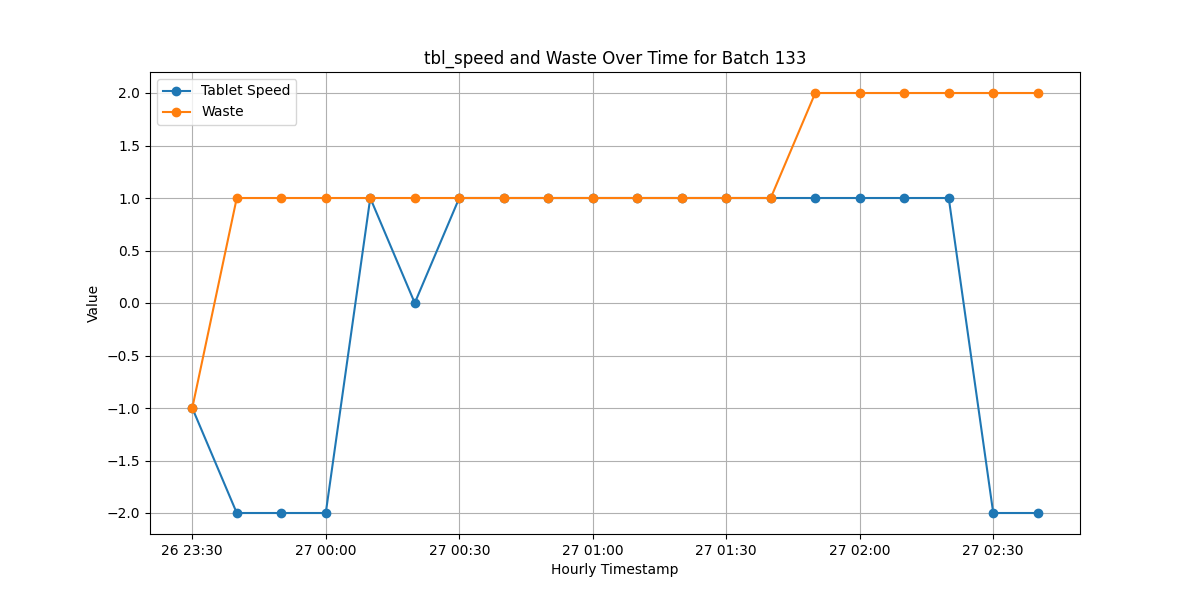 tbl_speed and Waste Over Time for Batch 133
Tablet Speed
Waste
Value
2.0
1.5
1.0
0.5
0.0
−0.5
−1.0
−1.5
−2.0
26 23:30 27 00:00 27 00:30 27 01:00 27 01:30 27 02:00 27 02:30
Hourly Timestamp